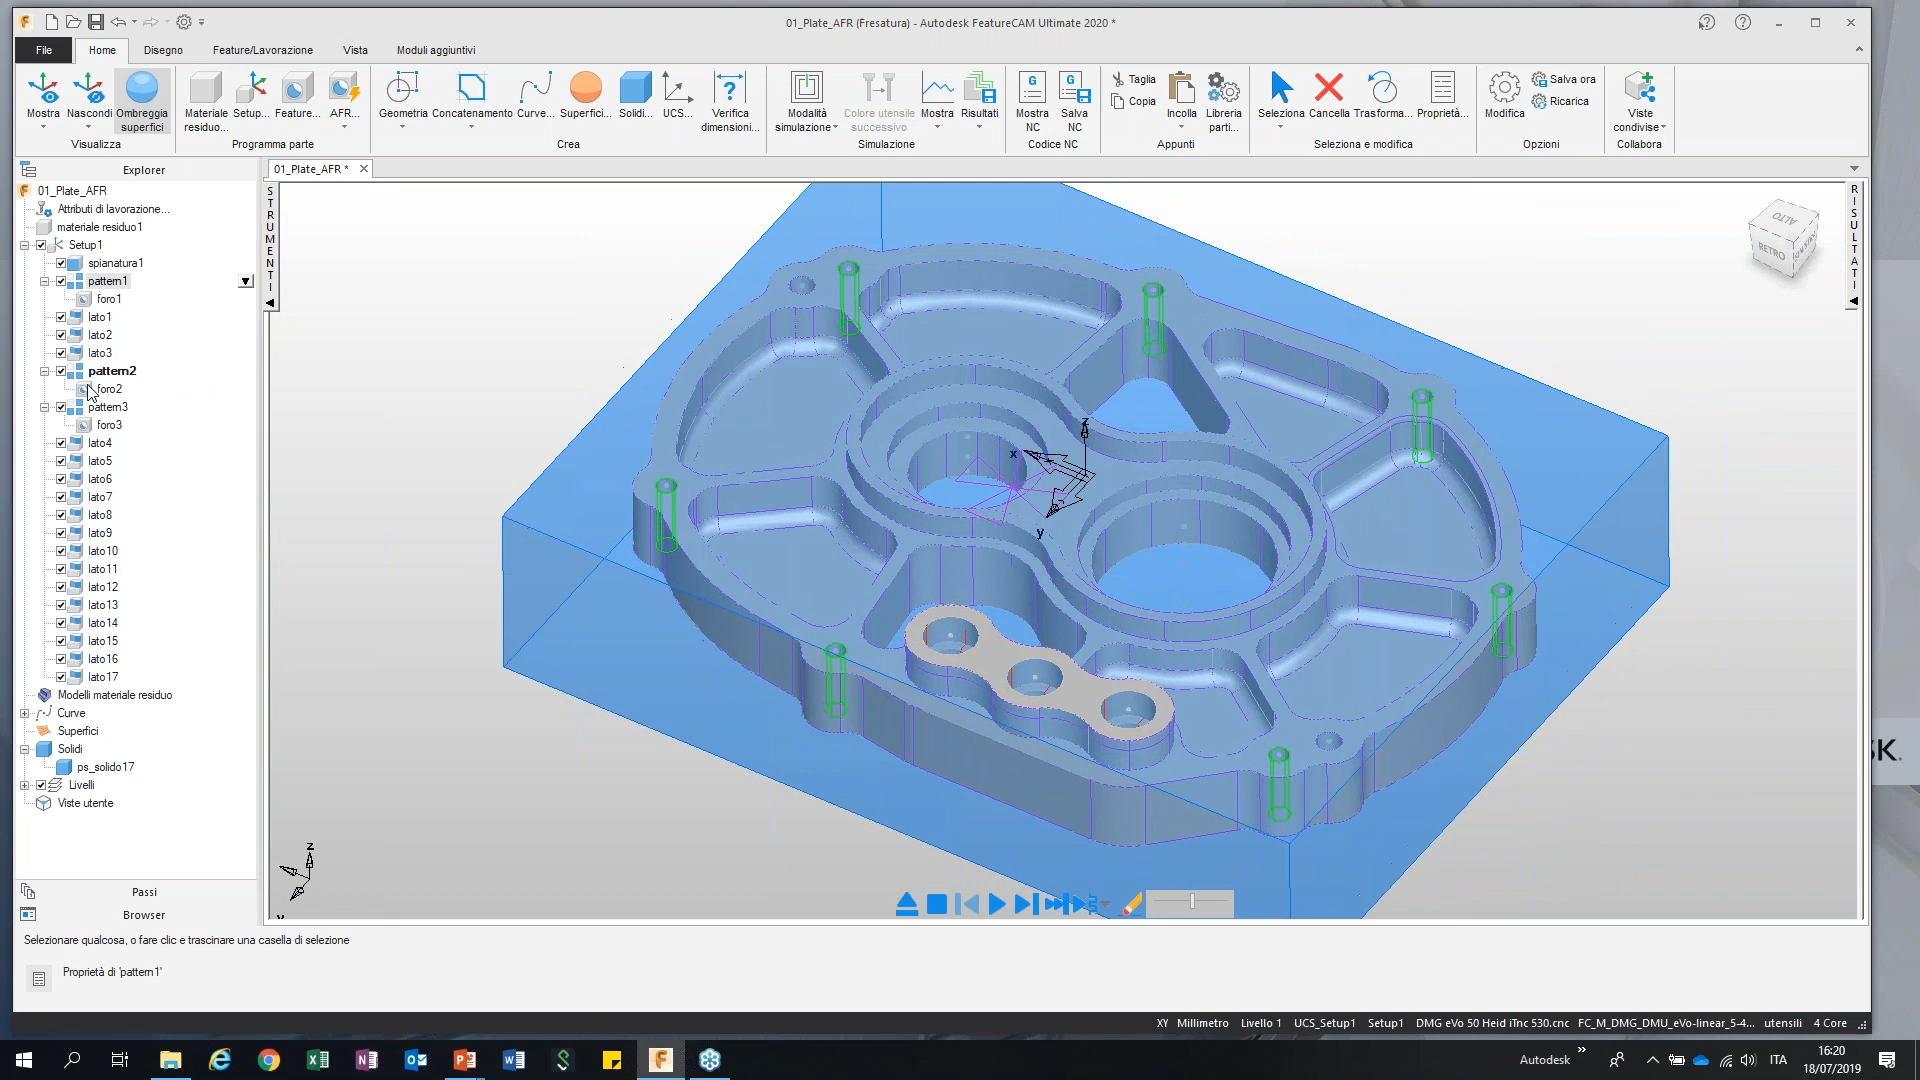 01_Plate_AFR (Fresatura) - Autodesk FeatureCAM Ultimate 2020 *
File Home Disegno Feature/Lavorazione Vista Moduli aggiuntivi
Mostra Nascondi Ombreggia superfici
Visualizza
Materiale residuo... Setup... Feature... AFR...
Programma parte
Geometria Concatenamento Curve... Superfici... Solidi... UCS... Verifica dimensioni...
Crea
Modalità simulazione Colore utensile successivo Mostra Risultati
Simulazione
Mostra NC Salva NC
Codice NC
Taglia
Copia
Incolla Libreria parti...
Appunti
Seleziona Cancella Trasforma... Proprietà...
Seleziona e modifica
Modifica
Salva ora
Ricarica
Opzioni
Viste condivise
Collabora
Explorer
01_Plate_AFR
Attributi di lavorazione...
materiale residuo1
Setup1
spianatura1
pattern1
foro1
lato1
lato2
lato3
pattern2
foro2
pattern3
foro3
lato4
lato5
lato6
lato7
lato8
lato9
lato10
lato11
lato12
lato13
lato14
lato15
lato16
lato17
Modelli materiale residuo
Curve
Superfici
Solidi
ps_solido17
Livelli
Viste utente
Passi
Browser
01_Plate_AFR *
STRUMENTI
RISULTATI
ALTO
RETRO
z
x
y
z
Selezionare qualcosa, o fare clic e trascinare una casella di selezione
Proprietà di 'pattern1'
XY Millimetro Livello 1 UCS_Setup1 Setup1 DMG eVo 50 Heid iTnc 530.cnc FC_M_DMG_DMU_eVo-linear_5-4... utensili 4 Core
SK.
Autodesk
ITA
16:20
18/07/2019